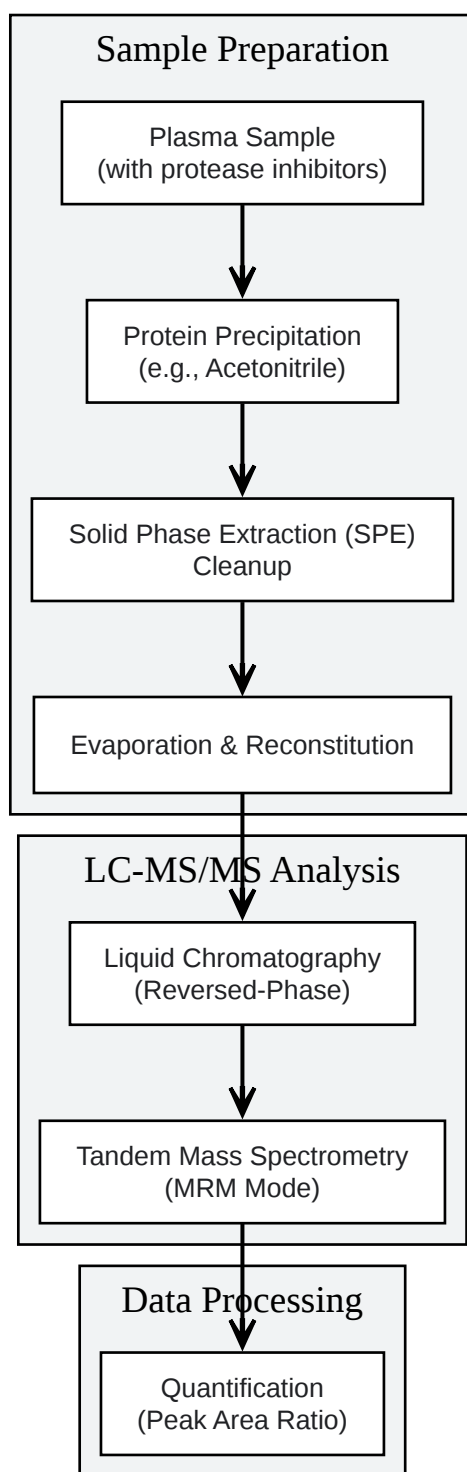 Sample Preparation
Plasma Sample
(with protease inhibitors)
Protein Precipitation
(e.g., Acetonitrile)
Solid Phase Extraction (SPE)
Cleanup
Evaporation & Reconstitution
LC-MS/MS Analysis
Liquid Chromatography
(Reversed-Phase)
Tandem Mass Spectrometry
(MRM Mode)
Data Processing
Quantification
(Peak Area Ratio)